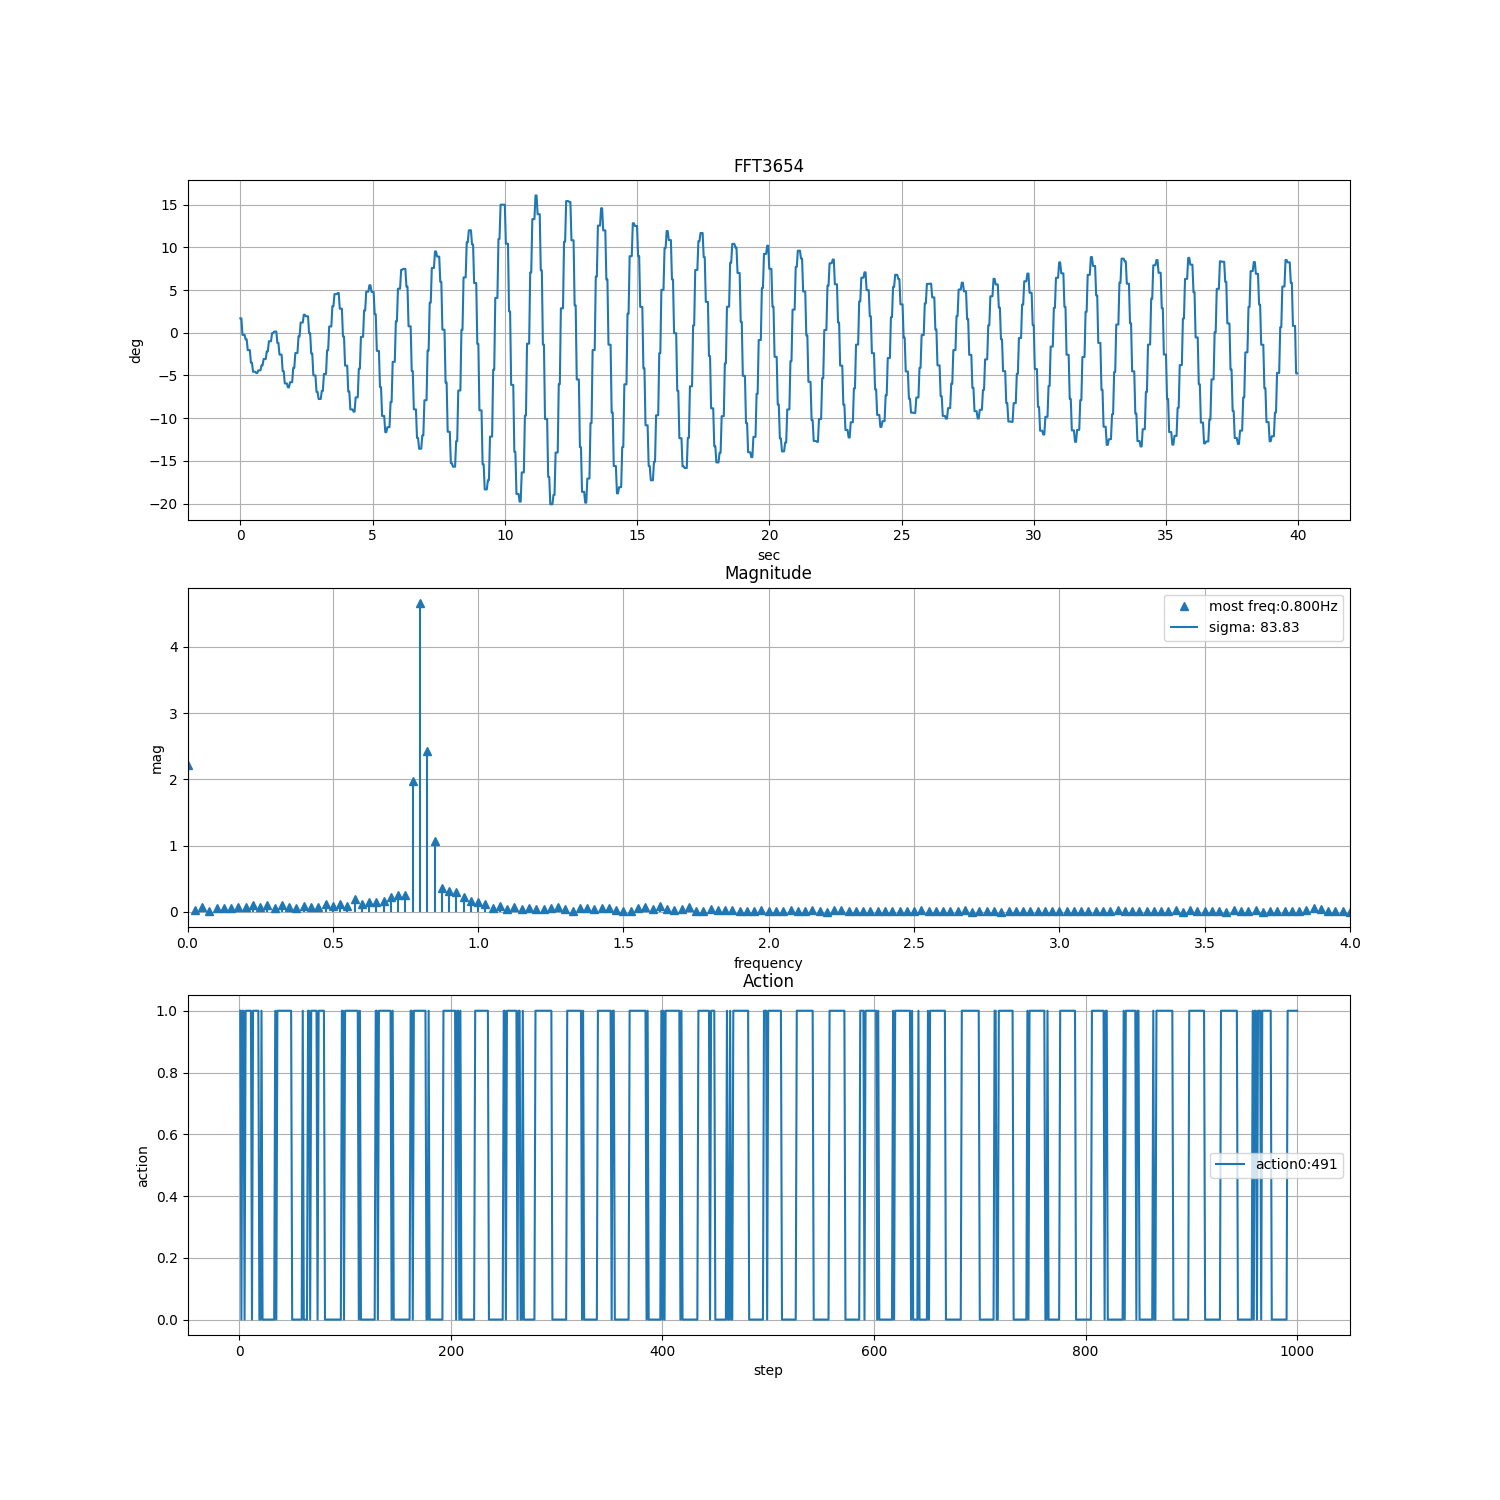 FFT3654
15
10
5
0
−5
−10
−15
−20
deg
0 5 10 15 20 25 30 35 40
sec
Magnitude
most freq:0.800Hz
sigma: 83.83
4
3
2
1
0
mag
0.0 0.5 1.0 1.5 2.0 2.5 3.0 3.5 4.0
frequency
Action
1.0
0.8
0.6
0.4
0.2
0.0
action
action0:491
0 200 400 600 800 1000
step